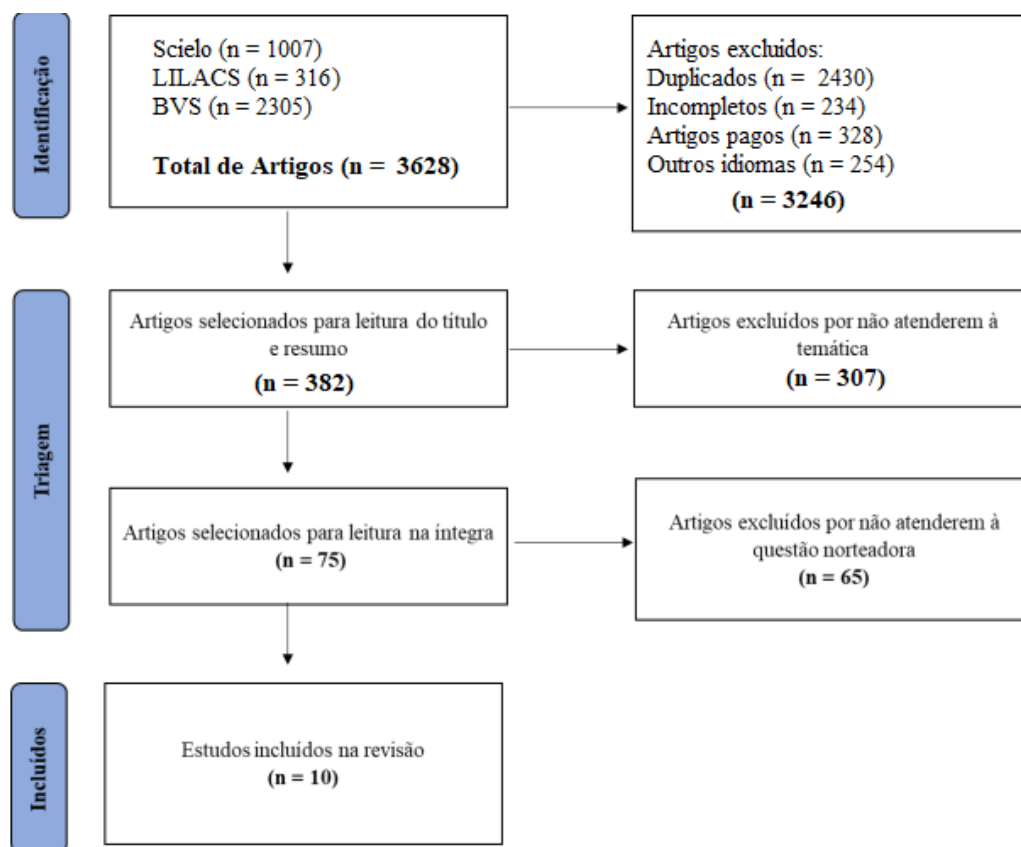 Identificação
Scielo (n = 1007)
LILACS (n = 316)
BVS (n = 2305)
Total de Artigos (n = 3628)
Artigos excluidos:
Duplicados (n = 2430)
Incompletos (n = 234)
Artigos pagos (n = 328)
Outros idiomas (n = 254)
(n = 3246)
Triagem
Artigos selecionados para leitura do título
e resumo
(n = 382)
Artigos excluídos por não atenderem à
temática
(n = 307)
Artigos selecionados para leitura na íntegra
(n = 75)
Artigos excluídos por não atenderem à
questão norteadora
(n = 65)
Incluídos
Estudos incluídos na revisão
(n = 10)